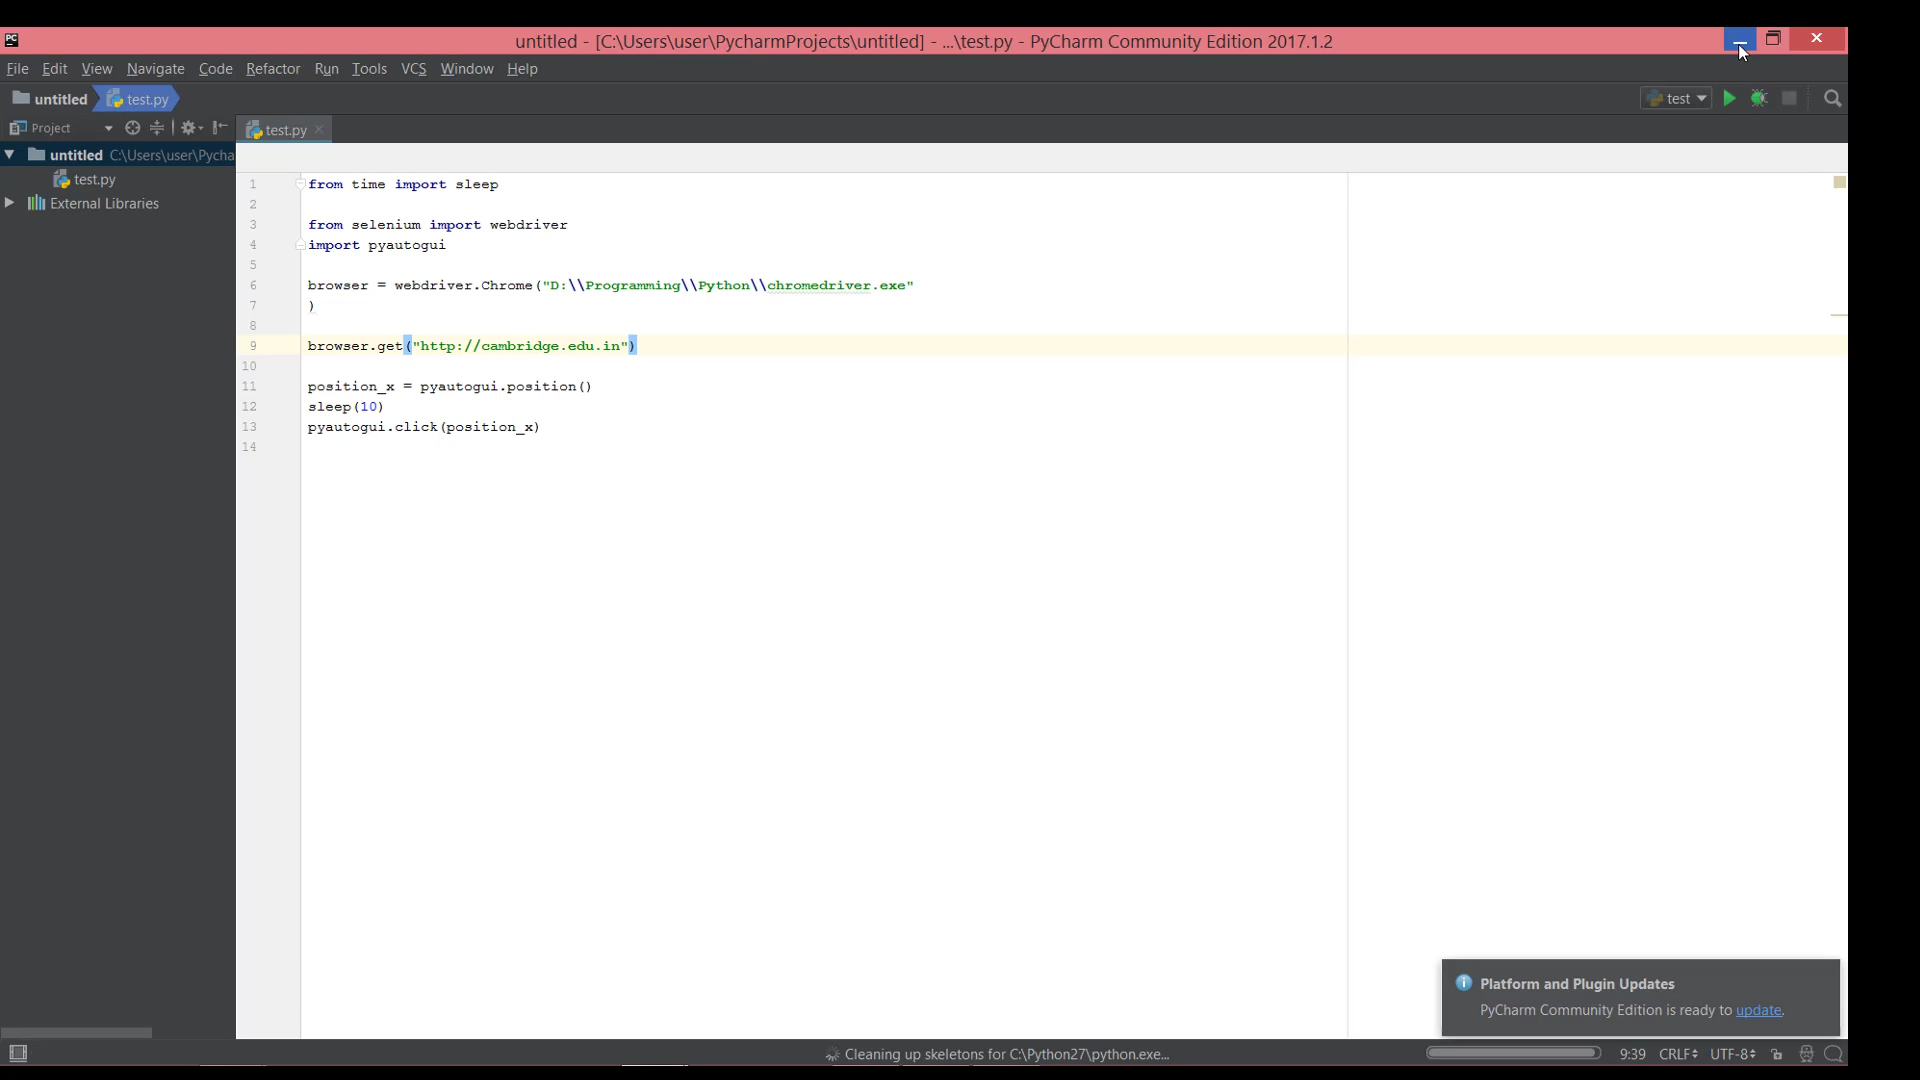 PC
untitled - [C:\Users\user\PycharmProjects\untitled] - ...\test.py - PyCharm Community Edition 2017.1.2
File Edit View Navigate Code Refactor Run Tools VCS Window Help
untitled test.py
test
Project
test.py
untitled C:\Users\user\Pycha
test.py
External Libraries
1 from time import sleep
2
3 from selenium import webdriver
4 import pyautogui
5
6 browser = webdriver.Chrome("D:\\Programming\\Python\\chromedriver.exe"
7 )
8
9 browser.get("http://cambridge.edu.in")
10
11 position_x = pyautogui.position()
12 sleep(10)
13 pyautogui.click(position_x)
14
Platform and Plugin Updates
PyCharm Community Edition is ready to update.
Cleaning up skeletons for C:\Python27\python.exe...
9:39 CRLF UTF-8